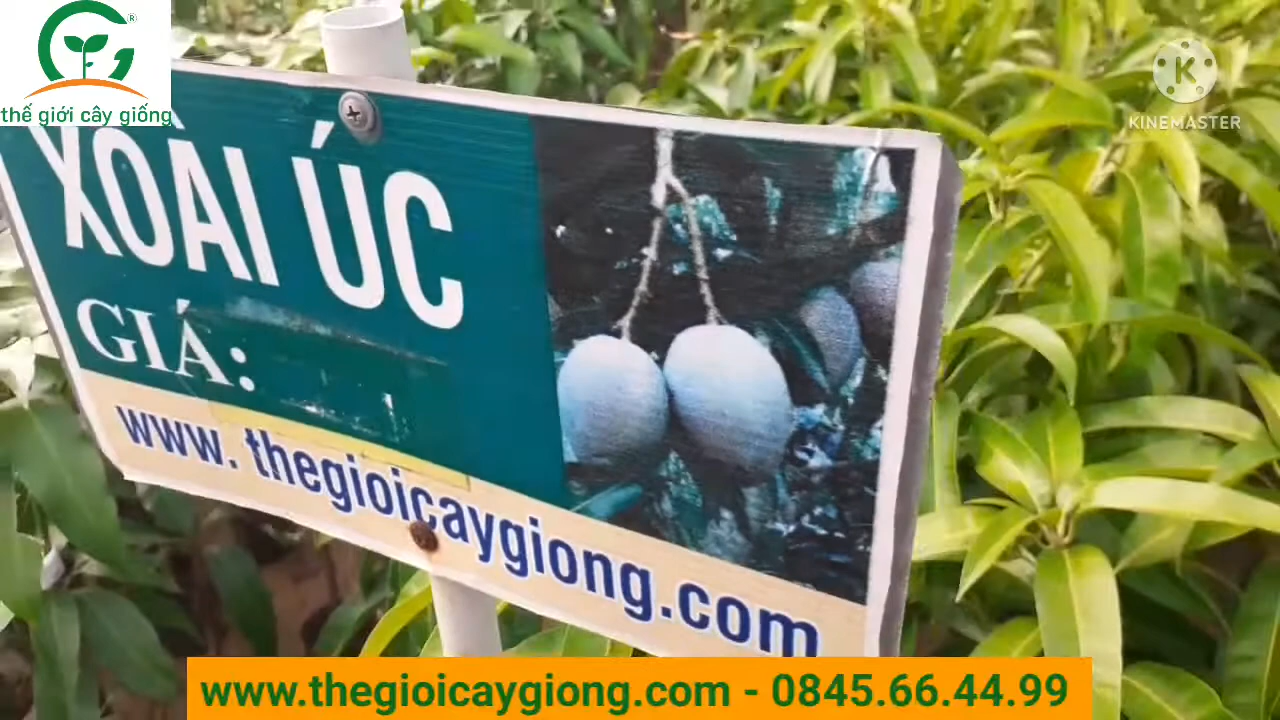 G®
thế giới cây giống
K
KINEMASTER
XOÀI ÚC
GIÁ:
www. thegioicaygiong.com
www.thegioicaygiong.com - 0845.66.44.99